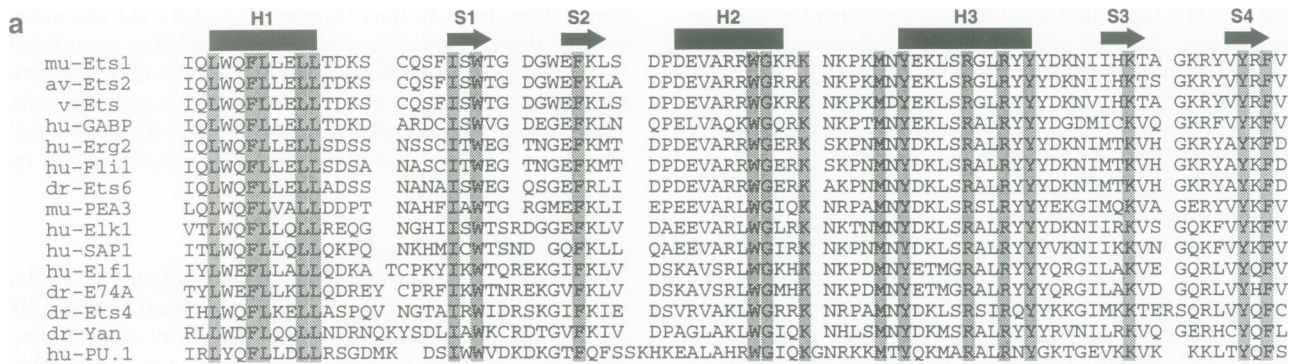 a
H1 S1 S2 H2 H3 S3 S4
mu-Ets1 IQLWQFLLELLTDKS CQSFISWTG DGWEFKLS DPDEVARRWGKRK NKPKMNYEKLSRGLRYYYDKNIIHKTA GKRYVYRFV
av-Ets2 IQLWQFLLELLTDKS CQSFISWTG DGWEFKLA DPDEVARRWGKRK NKPKMNYEKLSRGLRYYYDKNIIHKTS GKRYVYRFV
v-Ets IQLWQFLLELLTDKS CQSFISWTG DGWEFKLS DPDEVARRWGKRK NKPKMDYEKLSRGLRYYYDKNVIHKTA GKRYVYRFV
hu-GABP IQLWQFLLELLTDKD ARDCISWVG DEGEFKLN QPELVAQKWGQRK NKPTMNYEKLSRALRYYYDGDMICKVQ GKRFVYKFV
hu-Erg2 IQLWQFLLELLSDSS NSSCITWEG TNGEFKMT DPDEVARRWGERK SKPNMNYDKLSRALRYYYDKNIMTKVH GKRYAYKFD
hu-Fli1 IQLWQFLLELLSDSA NASCITWEG TNGEFKMT DPDEVARRWGERK SKPNMNYDKLSRALRYYYDKNIMTKVH GKRYAYKFD
dr-Ets6 IQLWQFLLELLADSS NANAISWEG QSGEFRLI DPDEVARRWGERK AKPNMNYDKLSRALRYYYDKNIMTKVH GKRYAYKFD
mu-PEA3 LQLWQFLVALLDDPT NAHFIAWTG RGMEFKLI EPEEVARLWGIQK NRPAMNYDKLSRSLRYYYEKGIMQKVA GERYVYKFV
hu-Elk1 VTLWQFLLQLLREQG NGHIISWTSRDGGEFKLV DAEEVARLWGLRK NKTNMNYDKLSRALRYYYDKNIIRKVS GQKFVYKFV
hu-SAP1 ITLWQFLLQLLQKPQ NKHMICWTSND GQFKLL QAEEVARLWGIRK NKPNMNYDKLSRALRYYYVKNIIKKVN GQKFVYKFV
hu-Elf1 IYLWEFLLALLQDKA TCPKYIKWTQREKGIFKLV DSKAVSRLWGKHK NKPDMNYETMGRALRYYYQRGILAKVE GQRLVYQFV
dr-E74A TYLWEFLLKLLQDREY CPRFIKWTNREKGVFKLV DSKAVSRLWGMHK NKPDMNYETMGRALRYYYQRGILAKVD GQRLVYHFV
dr-Ets4 IHLWQFLKELLASPQV NGTAIRWIDRSKGIFKIE DSVRVAKLWGRRK NRPAMNYDKLSRSIRQYYKKGIMKKTERSQRLVYQFC
dr-Yan RLLWDFLQQLLNDRNQKYSDLIAWKCRDTGVFKIV DPAGLAKLWGIQK NHLSMNYDKMSRALRYYYRVNILRKVQ GERHCYQFL
hu-PU.1 IRLYQFLLDLLRSGDMK DSIWWVDKDKGTFQFSSKHKEALAHRWGIQKGNRKKMTYQKMARALRNYGKTGEVKKVK KKLTYQFS